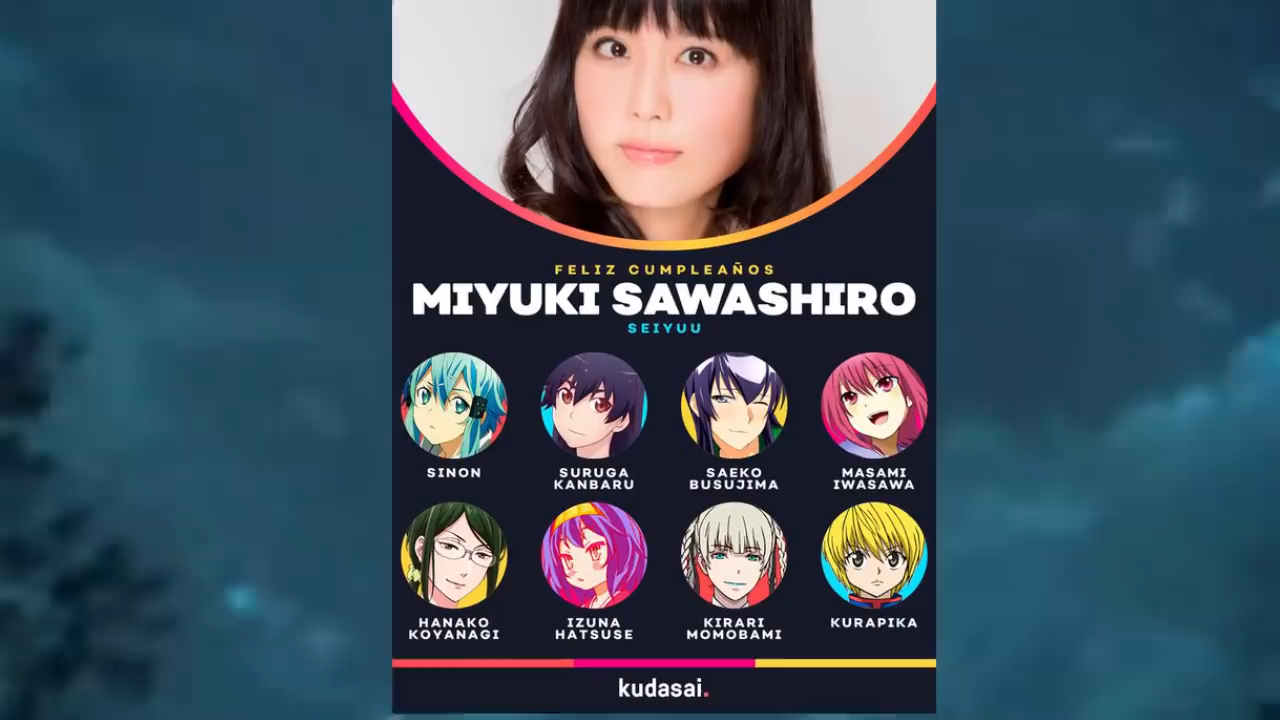 FELIZ CUMPLEAÑOS
MIYUKI SAWASHIRO
SEIYUU
SINON
SURUGA
KANBARU
SAEKO
BUSUJIMA
MASAMI
IWASAWA
HANAKO
KOYANAGI
IZUNA
HATSUSE
KIRARI
MOMOBAMI
KURAPIKA
kudasai.